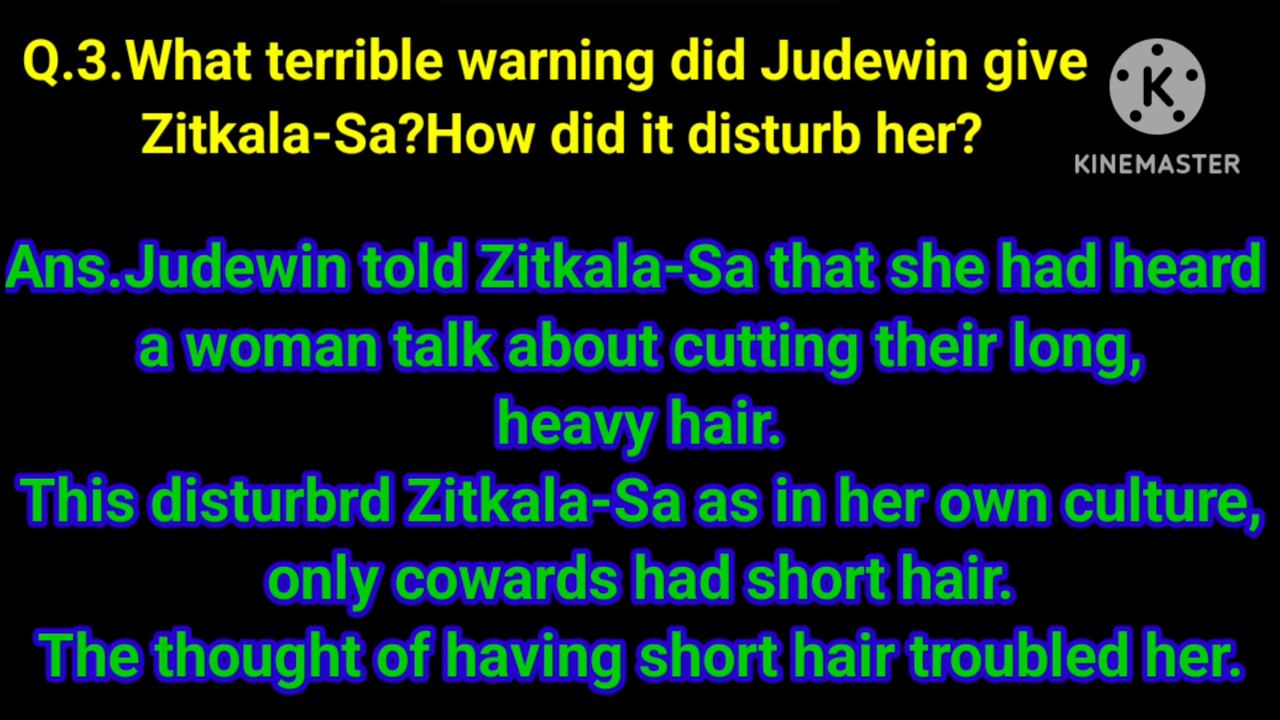 Q.3.What terrible warning did Judewin give
Zitkala-Sa?How did it disturb her?
KINEMASTER
Ans.Judewin told Zitkala-Sa that she had heard
a woman talk about cutting their long,
heavy hair.
This disturbrd Zitkala-Sa as in her own culture,
only cowards had short hair.
The thought of having short hair troubled her.